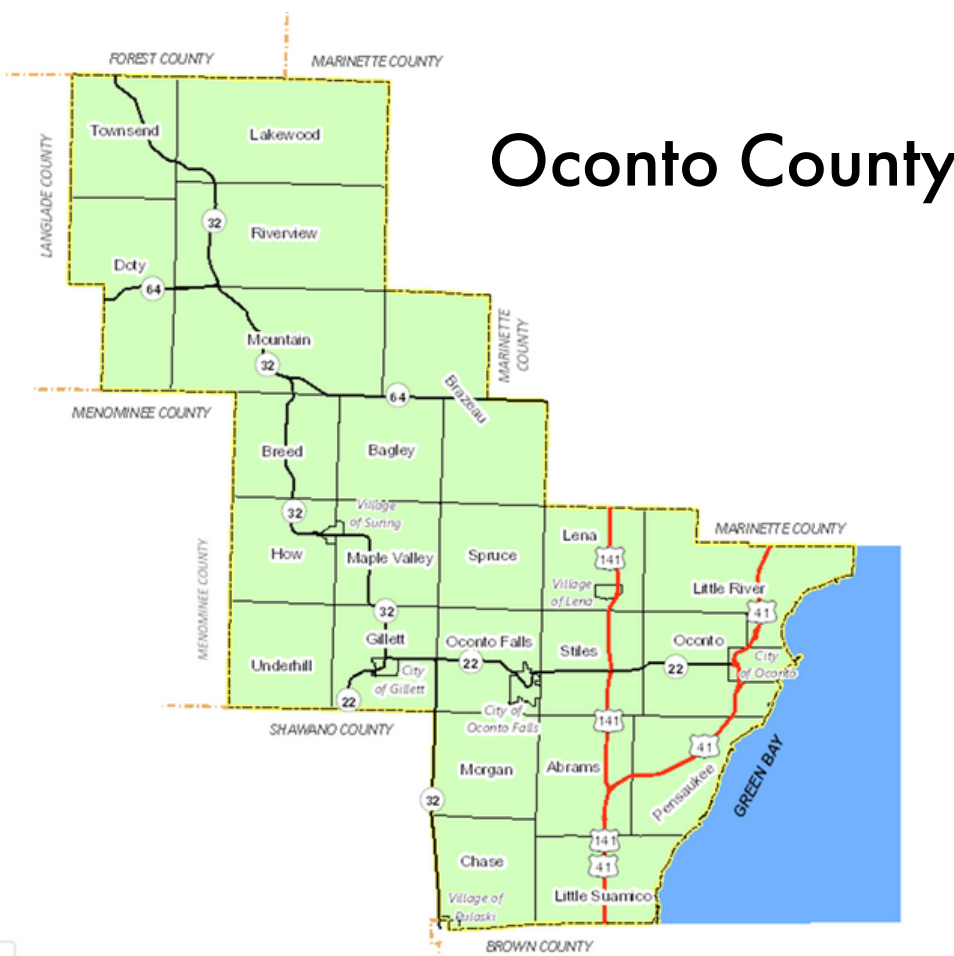 FOREST COUNTY
MARINETTE COUNTY
Oconto County
LANGLADE COUNTY
Townsend
Lakewood
32
Riverview
Doty
64
Mountain
32
MARINETTE
COUNTY
64
Brazeau
MENOMINEE COUNTY
Breed
Bagley
32
Village
of Suring
How
Maple Valley
Spruce
Lena
141
MARINETTE COUNTY
Village
of Lena
Little River
MENOMINEE COUNTY
32
41
Gillett
Oconto Falls
Stiles
Oconto
Underhill
22
22
City
of Oconto
City
of Gillett
22
City of
Oconto Falls
SHAWANO COUNTY
141
41
Morgan
Abrams
Pensaukee
GREEN BAY
32
141
41
Chase
Little Suamico
Village of
Pulaski
BROWN COUNTY